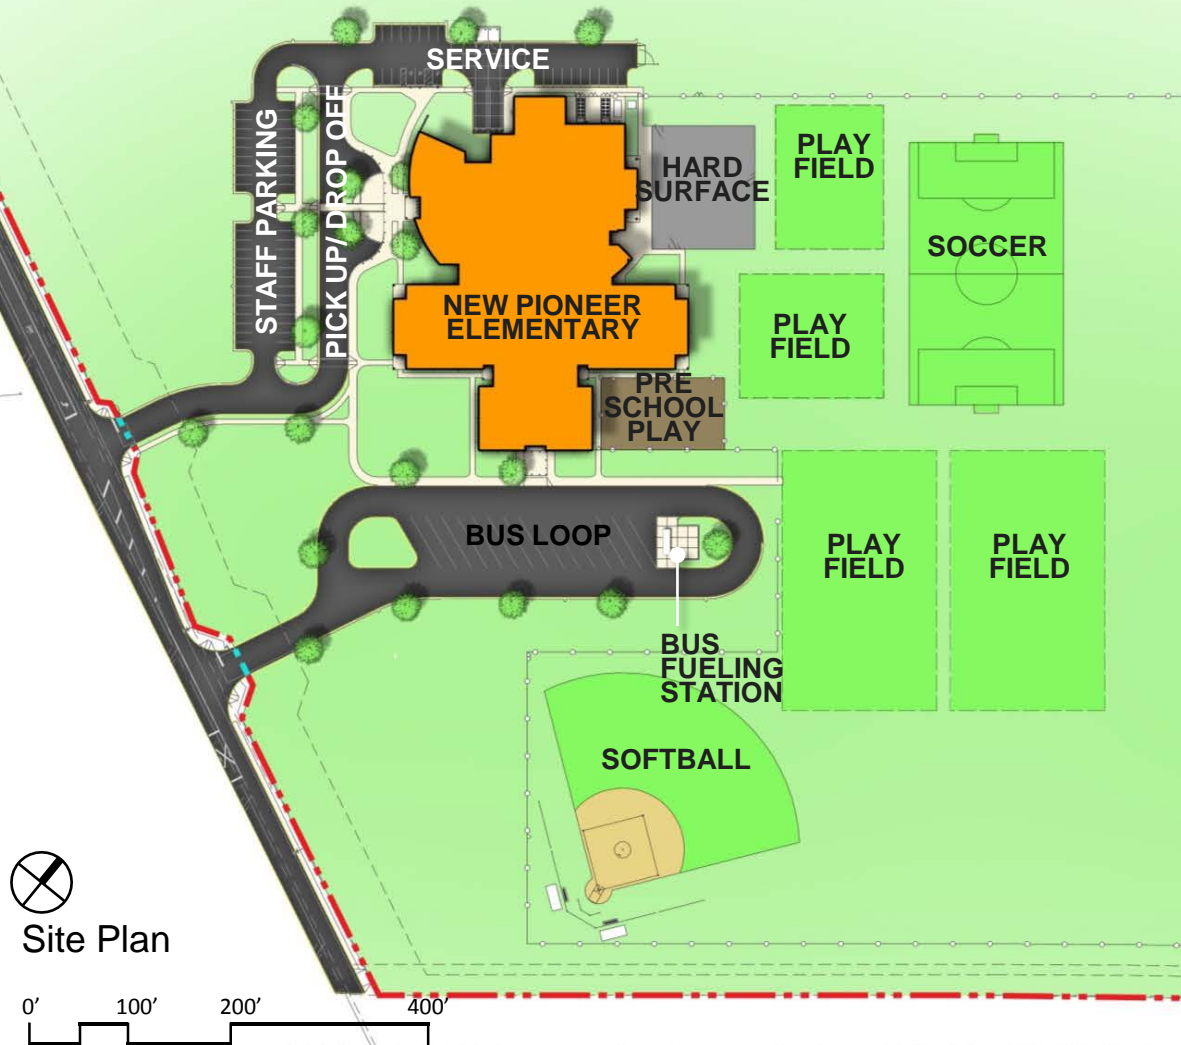 SERVICE
STAFF PARKING
PICK UP/ DROP OFF
HARD
SURFACE
PLAY
FIELD
SOCCER
NEW PIONEER
ELEMENTARY
PLAY
FIELD
PRE
SCHOOL
PLAY
BUS LOOP
PLAY
FIELD
PLAY
FIELD
BUS
FUELING
STATION
SOFTBALL
Site Plan
0' 100' 200' 400'